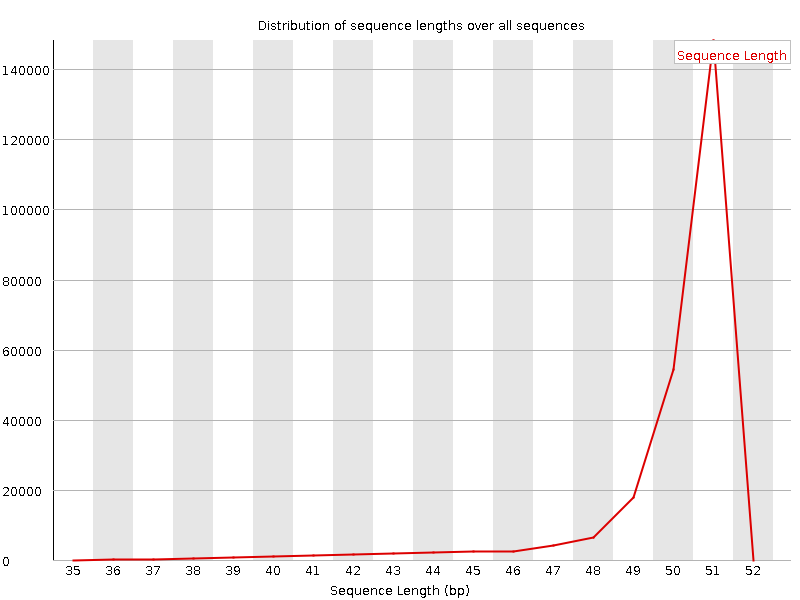 Distribution of sequence lengths over all sequences
Sequence Length
140000
120000
100000
80000
60000
40000
20000
0
35 36 37 38 39 40 41 42 43 44 45 46 47 48 49 50 51 52
Sequence Length (bp)